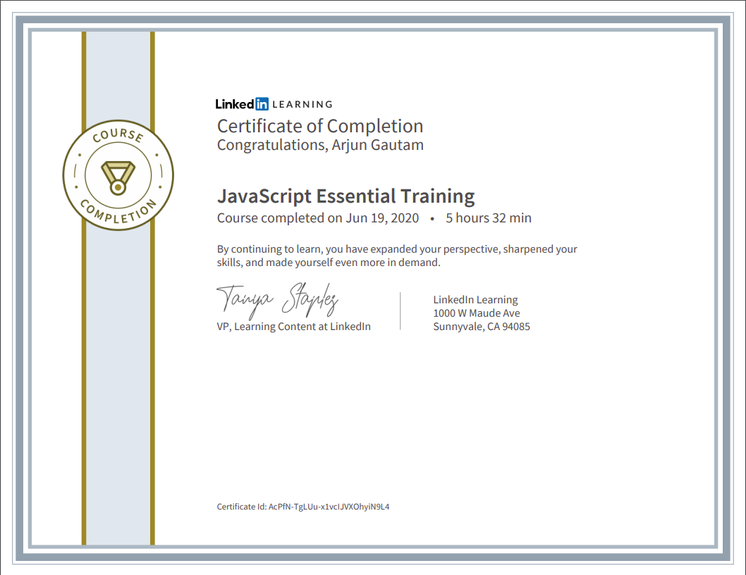 COURSE
COMPLETION
Linked in LEARNING
Certificate of Completion
Congratulations, Arjun Gautam
JavaScript Essential Training
Course completed on Jun 19, 2020 • 5 hours 32 min
By continuing to learn, you have expanded your perspective, sharpened your
skills, and made yourself even more in demand.
Tanya Staples
VP, Learning Content at LinkedIn
LinkedIn Learning
1000 W Maude Ave
Sunnyvale, CA 94085
Certificate Id: AcPfN-TgLUu-x1vcIJVXOhyiN9L4